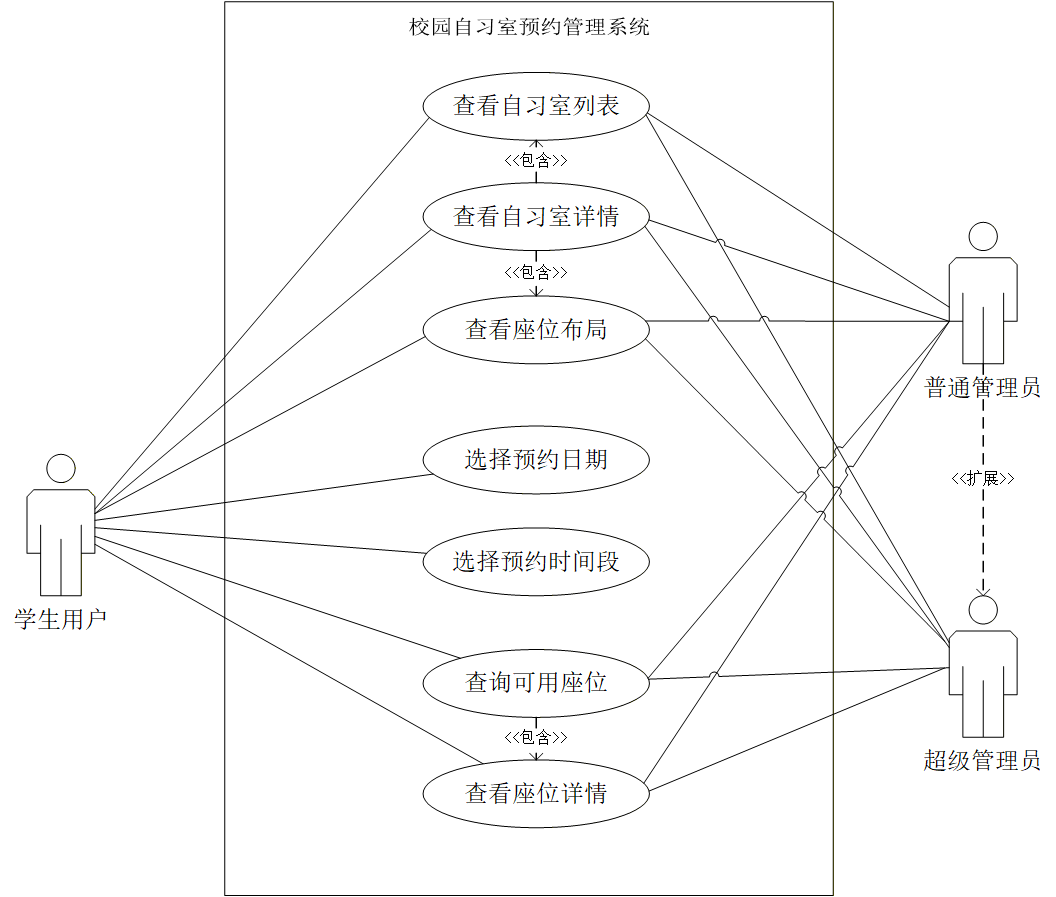 校园自习室预约管理系统
查看自习室列表
<<包含>>
查看自习室详情
<<包含>>
查看座位布局
普通管理员
选择预约日期
<<扩展>>
选择预约时间段
学生用户
查询可用座位
<<包含>>
超级管理员
查看座位详情